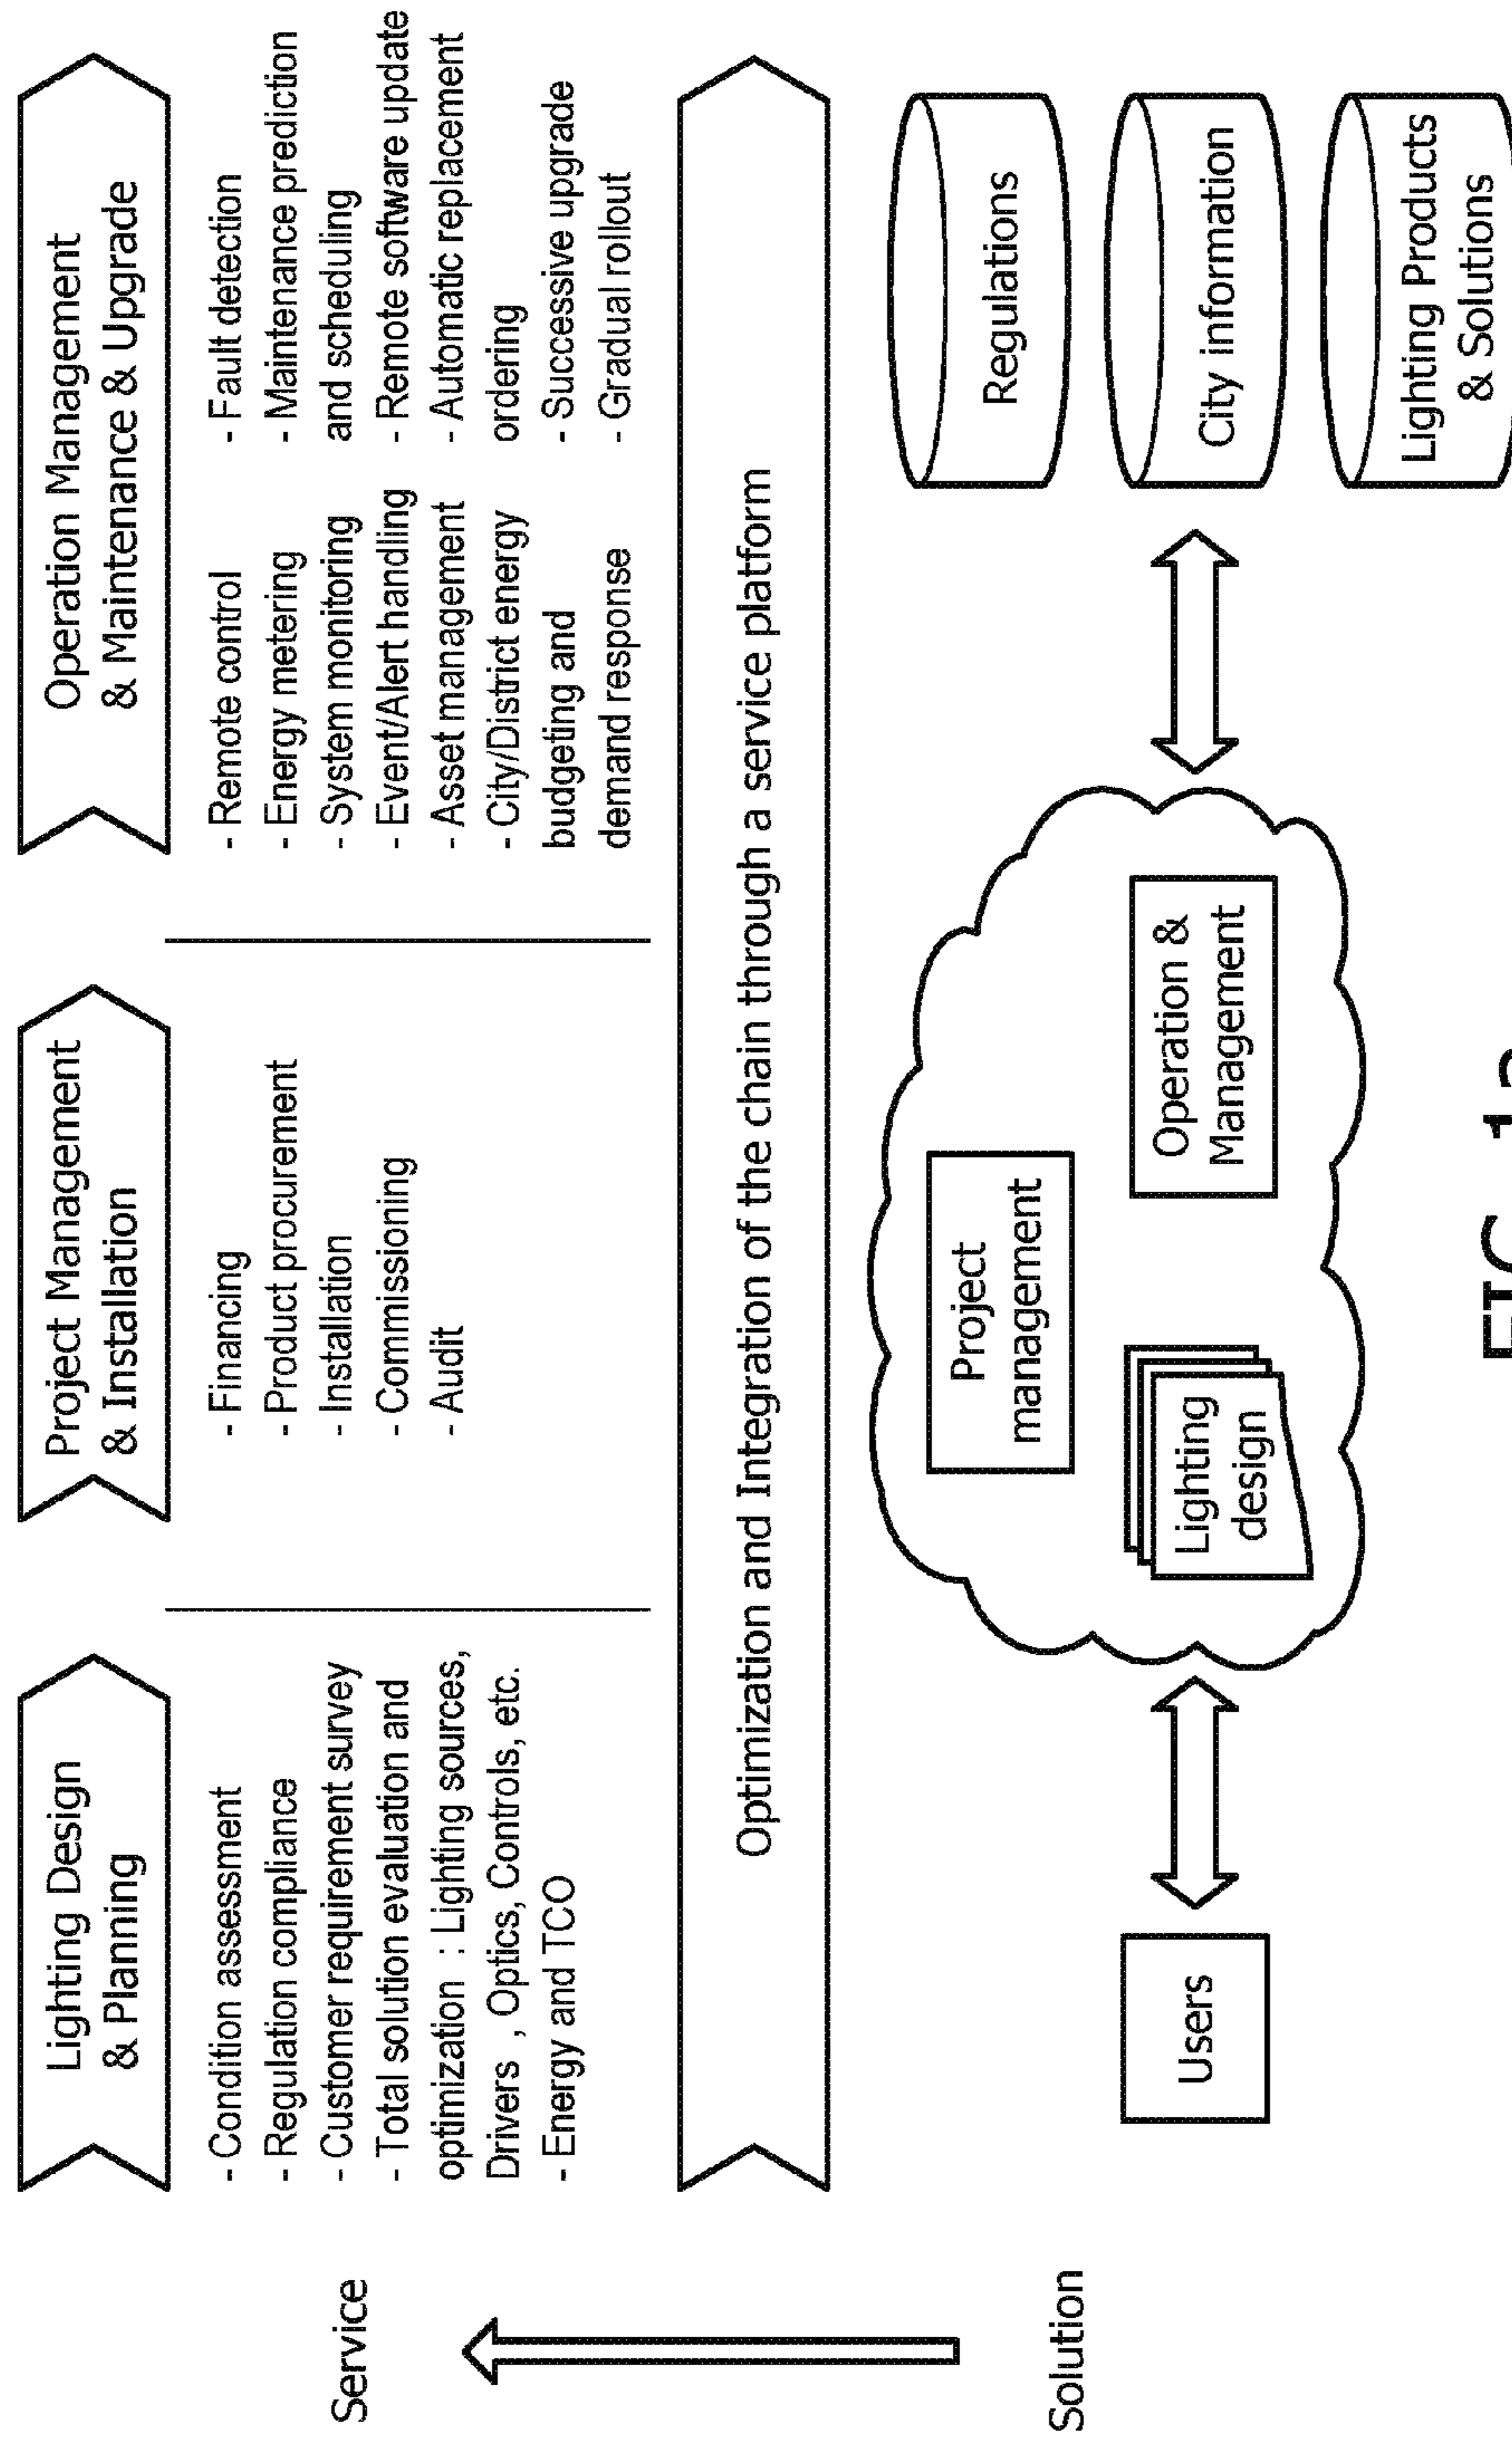 Lighting Design
& Planning
- Condition assessment
- Regulation compliance
- Customer requirement survey
- Total solution evaluation and
optimization : Lighting sources,
Drivers , Optics, Controls, etc.
- Energy and TCO
Project Management
& Installation
- Financing
- Product procurement
- Installation
- Commissioning
- Audit
Operation Management
& Maintenance & Upgrade
- Remote control
- Energy metering
- System monitoring
- Event/Alert handling
- Asset management
- City/District energy
budgeting and
demand response
- Fault detection
- Maintenance prediction
and scheduling
- Remote software update
- Automatic replacement
ordering
- Successive upgrade
- Gradual rollout
Service
Optimization and Integration of the chain through a service platform
Solution
Users
Project
management
Lighting
design
Operation &
Management
Regulations
City information
Lighting Products
& Solutions